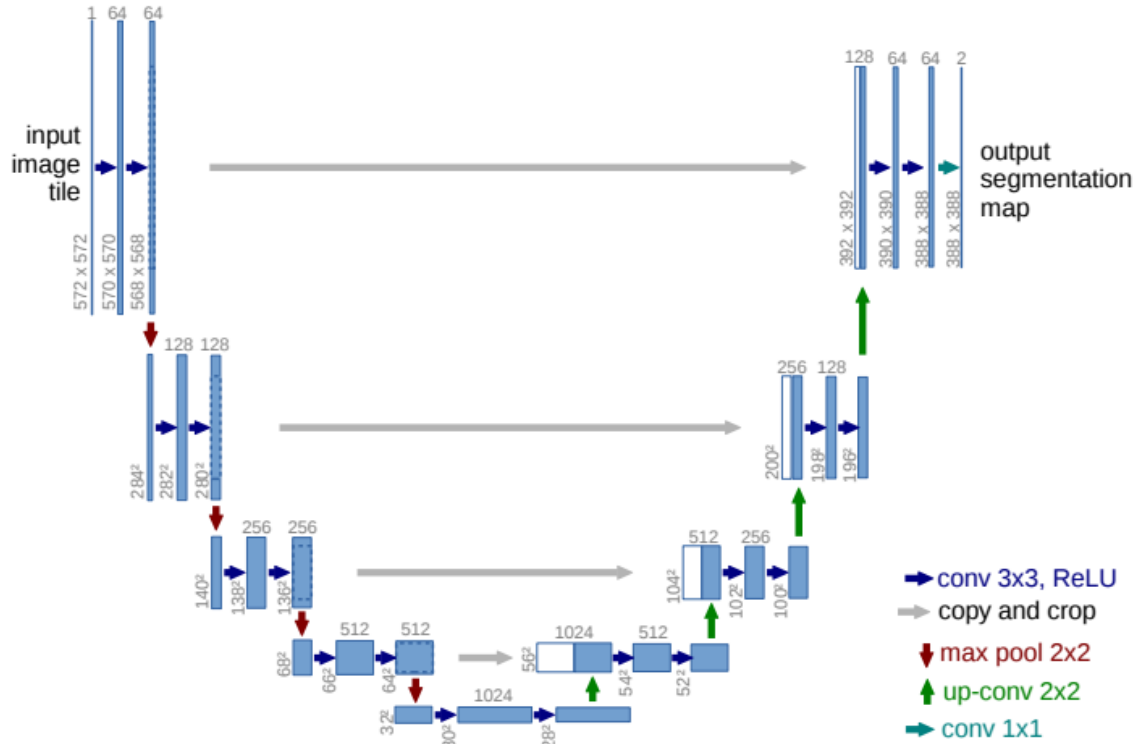 1 64 64
128
64 64 2
input
image
tile
output
segmentation
map
572 x 572
570 x 570
568 x 568
392 x 392
390 x 390
388 x 388
388 x 388
128 128
256 128
284²
282²
280²
200²
198²
196²
256 256
512 256
140²
138²
136²
104²
102²
100²
conv 3x3, ReLU
copy and crop
max pool 2x2
up-conv 2x2
conv 1x1
512 512
1024 512
68²
66²
64²
56²
54²
52²
1024
32²
30²
28²